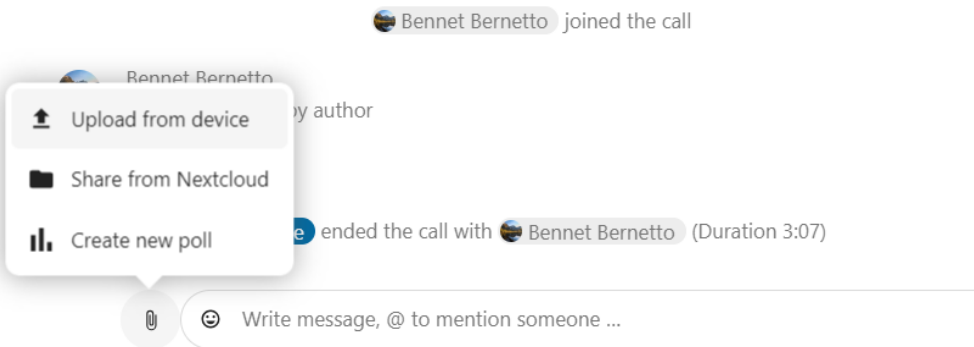 Bennet Bernetto joined the call
Bennet Bernetto
by author
Upload from device
Share from Nextcloud
Create new poll
e ended the call with Bennet Bernetto (Duration 3:07)
Write message, @ to mention someone ...